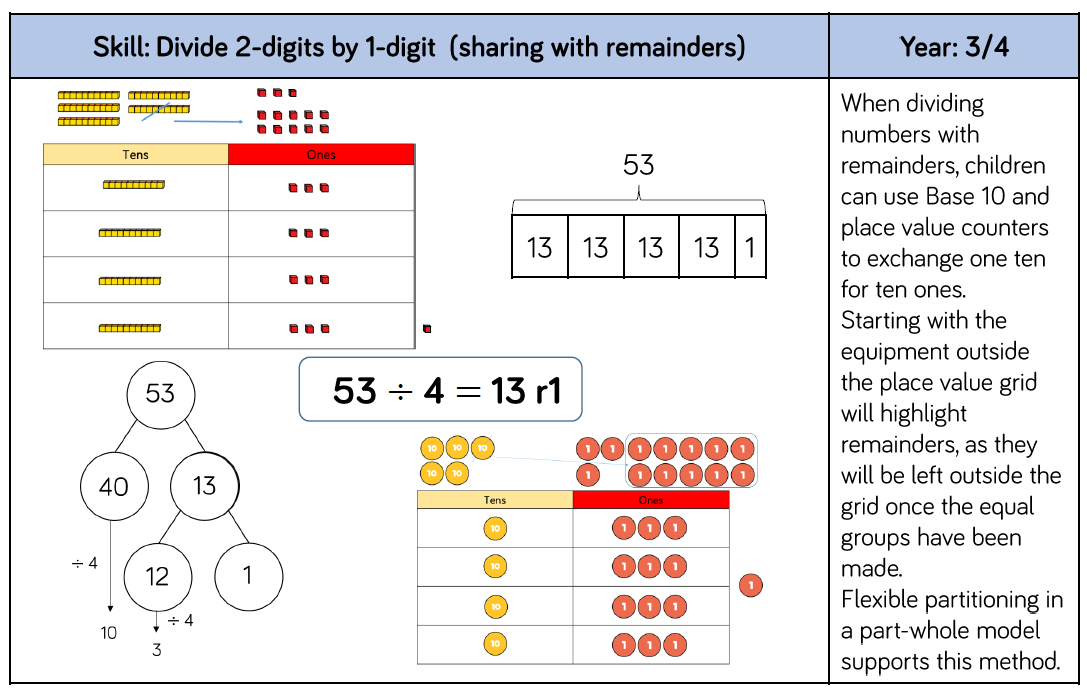 Skill: Divide 2-digits by 1-digit (sharing with remainders)
Year: 3/4
Tens Ones
53
13 13 13 13 1
53 ÷ 4 = 13 r1
53
40 13
÷ 4
12 1
10
÷ 4
3
10 10 10 1 1 1 1 1 1 1
10 10 1 1 1 1 1 1
Tens Ones
10 1 1 1
10 1 1 1
1
10 1 1 1
10 1 1 1
When dividing
numbers with
remainders, children
can use Base 10 and
place value counters
to exchange one ten
for ten ones.
Starting with the
equipment outside
the place value grid
will highlight
remainders, as they
will be left outside the
grid once the equal
groups have been
made.
Flexible partitioning in
a part-whole model
supports this method.